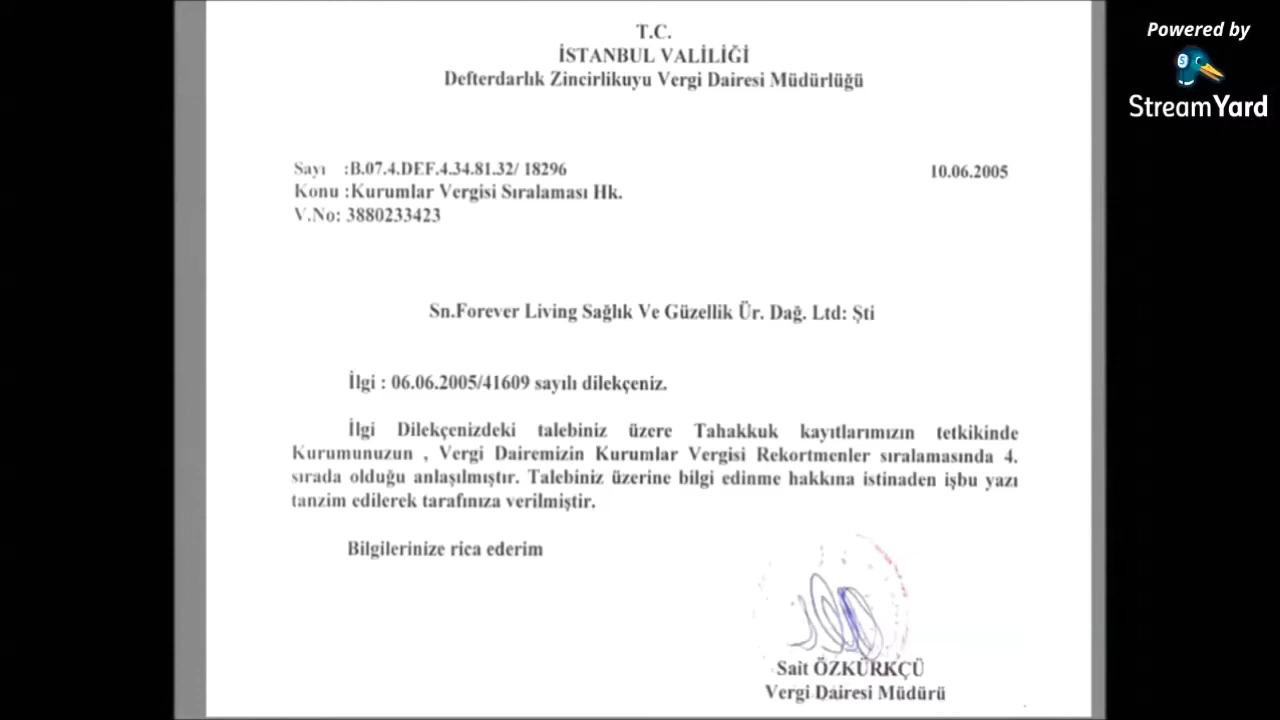 T.C.
İSTANBUL VALİLİĞİ
Defterdarlık Zincirlikuyu Vergi Dairesi Müdürlüğü
Sayı :B.07.4.DEF.4.34.81.32/ 18296
10.06.2005
Konu :Kurumlar Vergisi Sıralaması Hk.
V.No: 3880233423
Sn.Forever Living Sağlık Ve Güzellik Ür. Dağ. Ltd: Şti
İlgi : 06.06.2005/41609 sayılı dilekçeniz.
İlgi Dilekçenizdeki talebiniz üzere Tahakkuk kayıtlarımızın tetkikinde
Kurumunuzun , Vergi Dairemizin Kurumlar Vergisi Rekortmenler sıralamasında 4.
sırada olduğu anlaşılmıştır. Talebiniz üzerine bilgi edinme hakkına istinaden işbu yazı
tanzim edilerek tarafınıza verilmiştir.
Bilgilerinize rica ederim
Sait ÖZKÜRKÇÜ
Vergi Dairesi Müdürü
Powered by
StreamYard